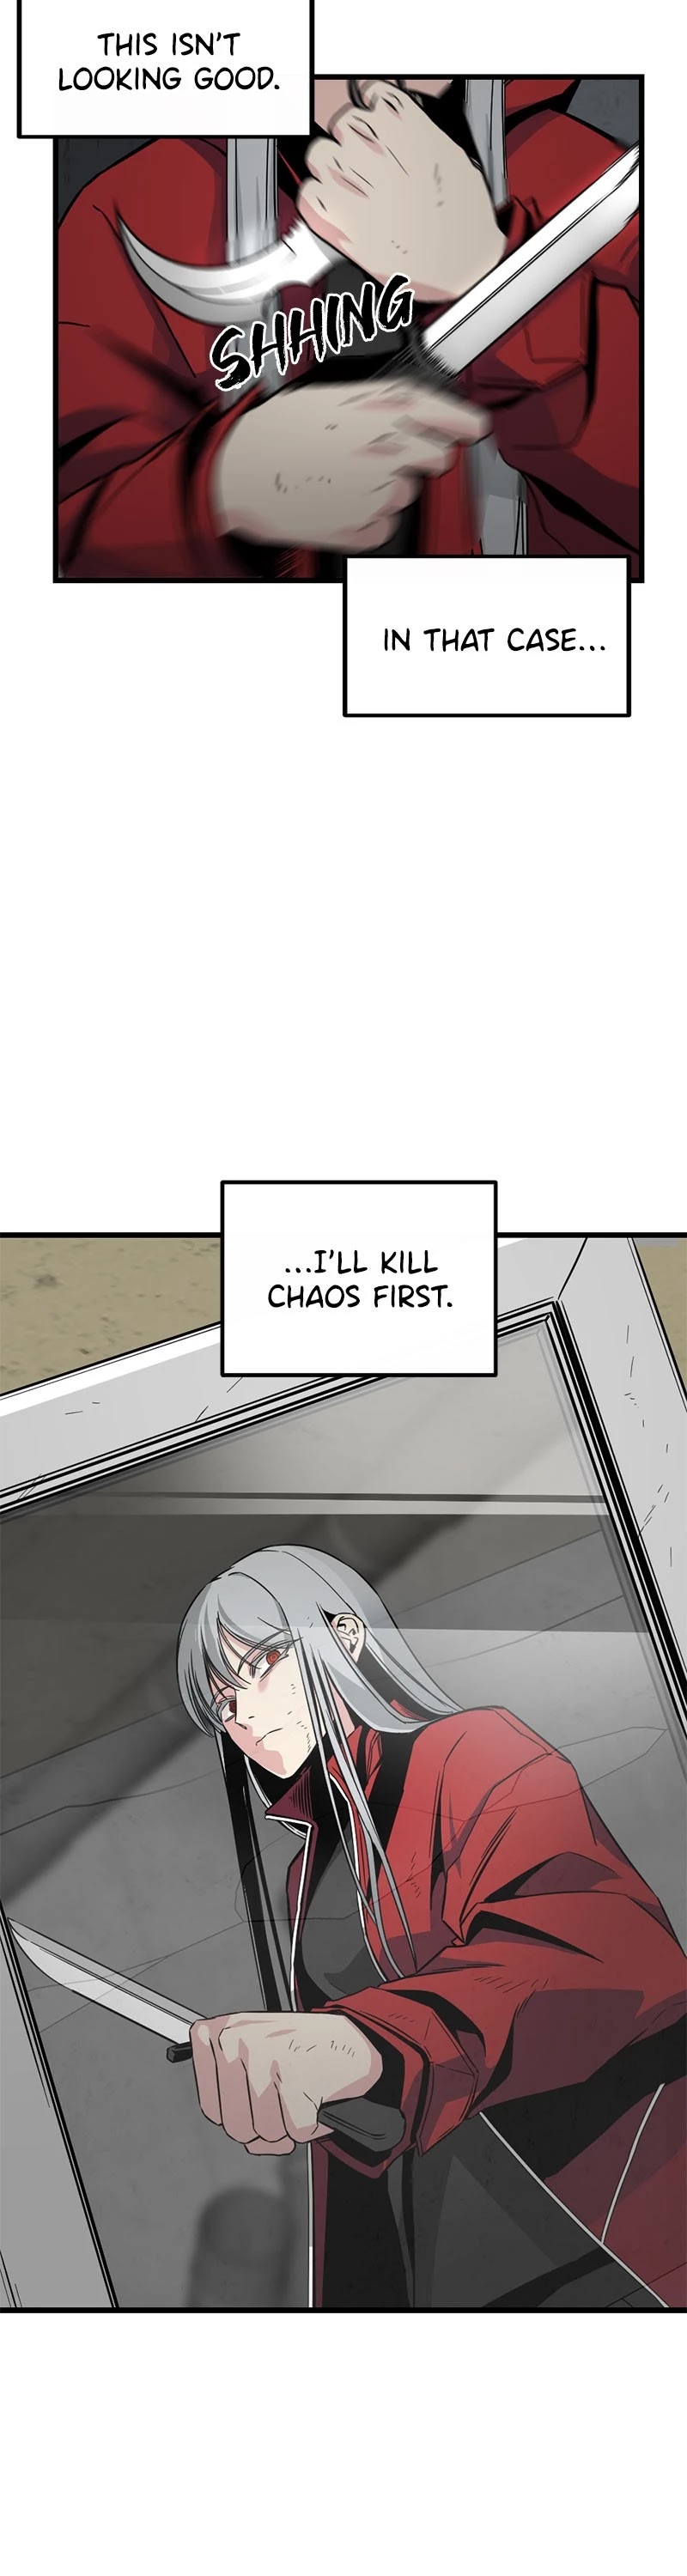 THIS ISN'T
LOOKING GOOD.
SHHING
IN THAT CASE...
...I'LL KILL
CHAOS FIRST.